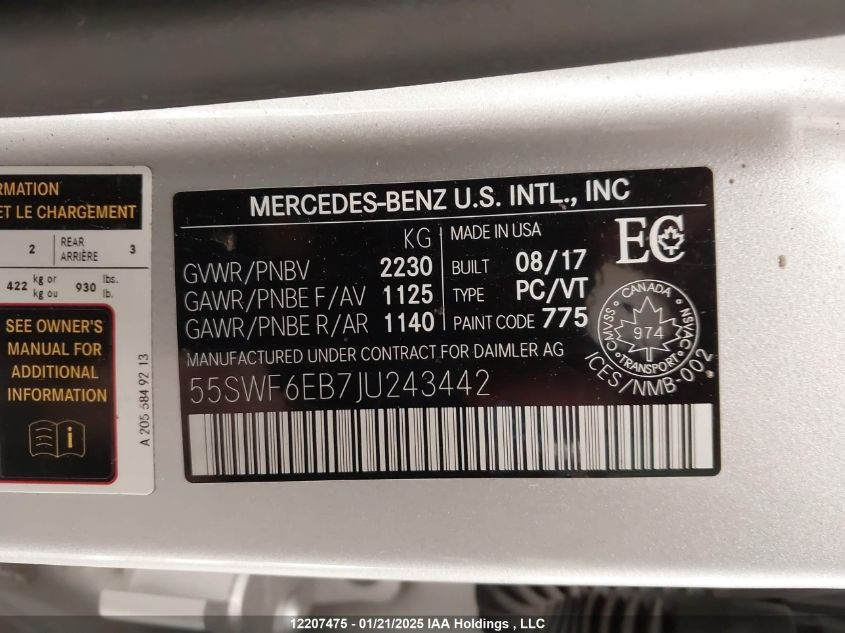 RMATION
ET LE CHARGEMENT
2 REAR ARRIÈRE 3
422 kg or kg ou 930 lbs. lb.
SEE OWNER'S
MANUAL FOR
ADDITIONAL
INFORMATION
i
A 205 584 92 13
MERCEDES-BENZ U.S. INTL., INC
KG MADE IN USA
GVWR/PNBV 2230 BUILT 08/17
GAWR/PNBE F/AV 1125 TYPE PC/VT
GAWR/PNBE R/AR 1140 PAINT CODE 775
MANUFACTURED UNDER CONTRACT FOR DAIMLER AG
55SWF6EB7JU243442
EC
CANADA
CMVSS 974 NSVAC
TRANSPORT
ICES/NMB-002
12207475 - 01/21/2025 IAA Holdings , LLC